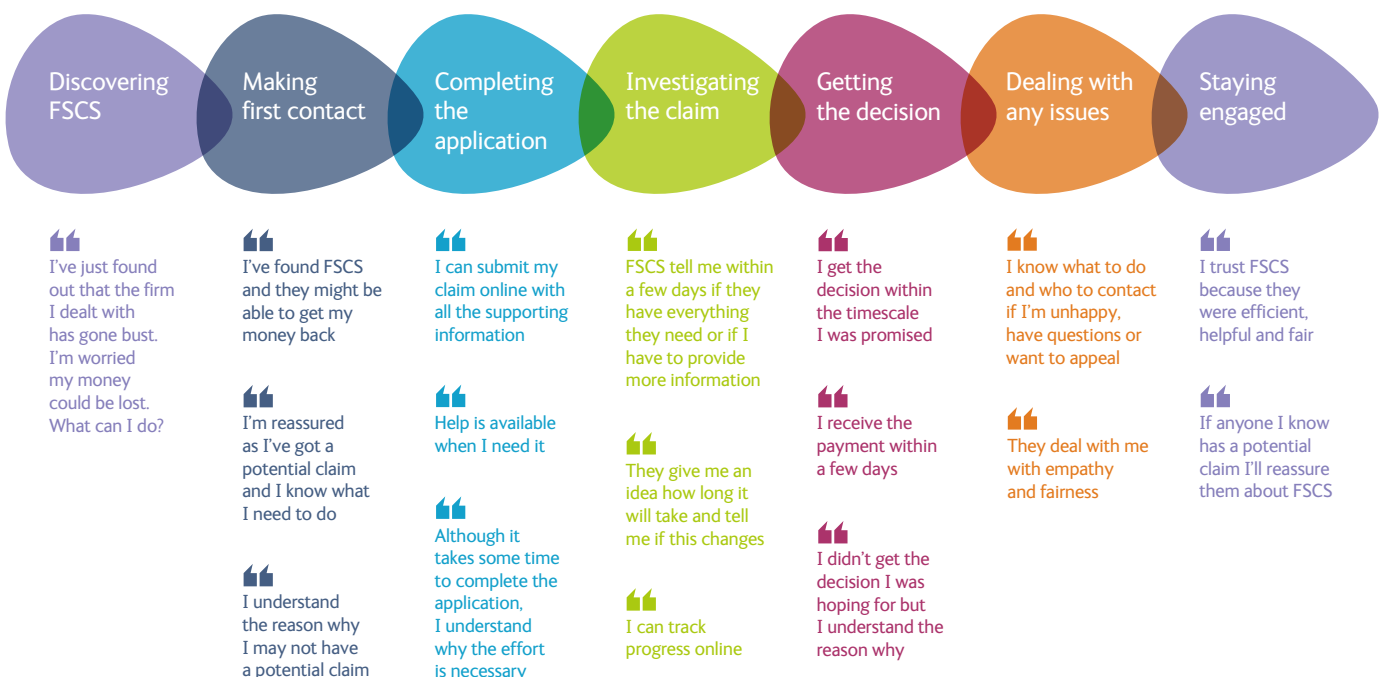 Discovering
FSCS
Making
first contact
Completing
the
application
Investigating
the claim
Getting
the decision
Dealing with
any issues
Staying
engaged
I've just found
out that the firm
I dealt with
has gone bust.
I'm worried
my money
could be lost.
What can I do?
I've found FSCS
and they might be
able to get my
money back
I'm reassured
as I've got a
potential claim
and I know what
I need to do
I understand
the reason why
I may not have
a potential claim
I can submit my
claim online with
all the supporting
information
Help is available
when I need it
Although it
takes some time
to complete the
application,
I understand
why the effort
is necessary
FSCS tell me within
a few days if they
have everything
they need or if I
have to provide
more information
They give me an
idea how long it
will take and tell
me if this changes
I can track
progress online
I get the
decision within
the timescale
I was promised
I receive the
payment within
a few days
I didn't get the
decision I was
hoping for but
I understand the
reason why
I know what to do
and who to contact
if I'm unhappy,
have questions or
want to appeal
They deal with me
with empathy
and fairness
I trust FSCS
because they
were efficient,
helpful and fair
If anyone I know
has a potential
claim I'll reassure
them about FSCS